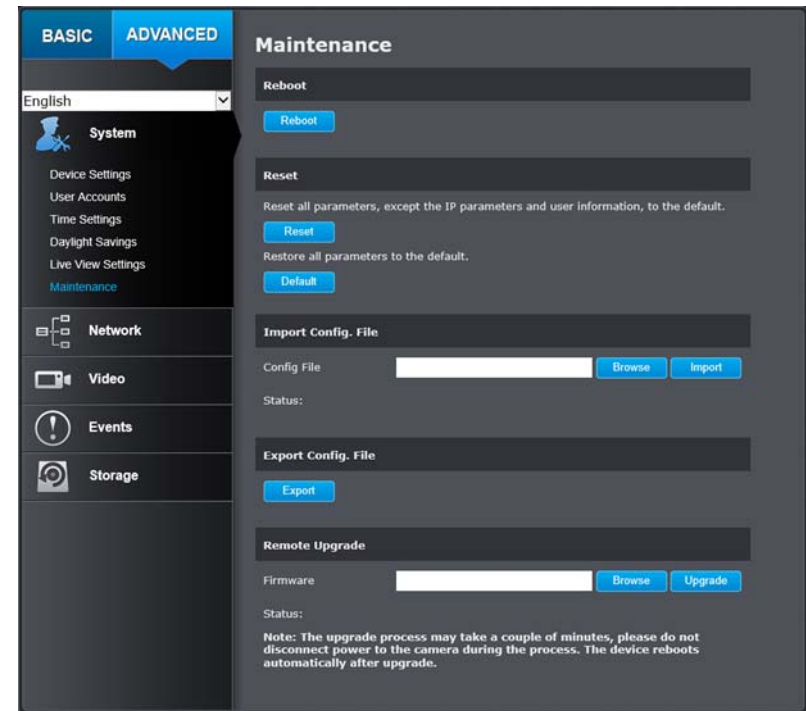 BASIC
ADVANCED
English
System
Device Settings
User Accounts
Time Settings
Daylight Savings
Live View Settings
Maintenance
Network
Video
Events
Storage
Maintenance
Reboot
Reboot
Reset
Reset all parameters, except the IP parameters and user information, to the default.
Reset
Restore all parameters to the default.
Default
Import Config. File
Config File
Browse
Import
Status:
Export Config. File
Export
Remote Upgrade
Firmware
Browse
Upgrade
Status:
Note: The upgrade process may take a couple of minutes, please do not
disconnect power to the camera during the process. The device reboots
automatically after upgrade.